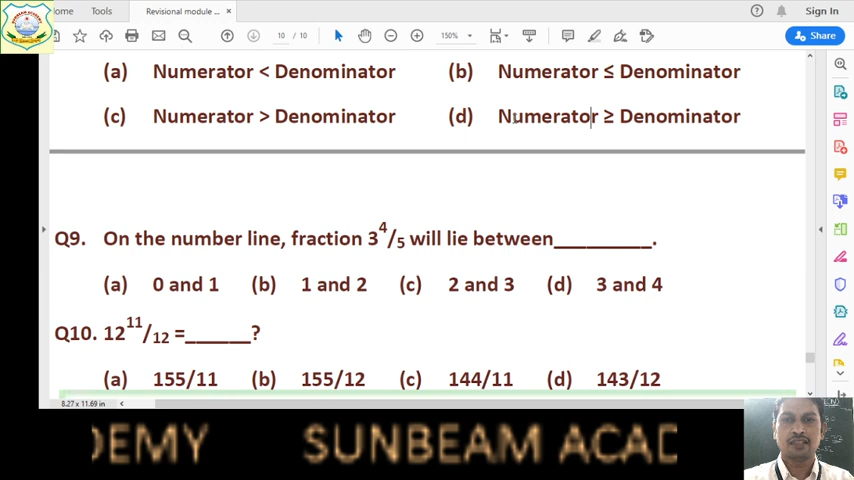 ome Tools Revisional module ... × Sign In
10 / 10 150% Share
(a) Numerator < Denominator (b) Numerator ≤ Denominator
(c) Numerator > Denominator (d) Numerator ≥ Denominator
Q9. On the number line, fraction 3 4/5 will lie between_________.
(a) 0 and 1 (b) 1 and 2 (c) 2 and 3 (d) 3 and 4
Q10. 12 11/12 =______?
(a) 155/11 (b) 155/12 (c) 144/11 (d) 143/12
8.27 x 11.69 in
DEMY SUNBEAM ACAD